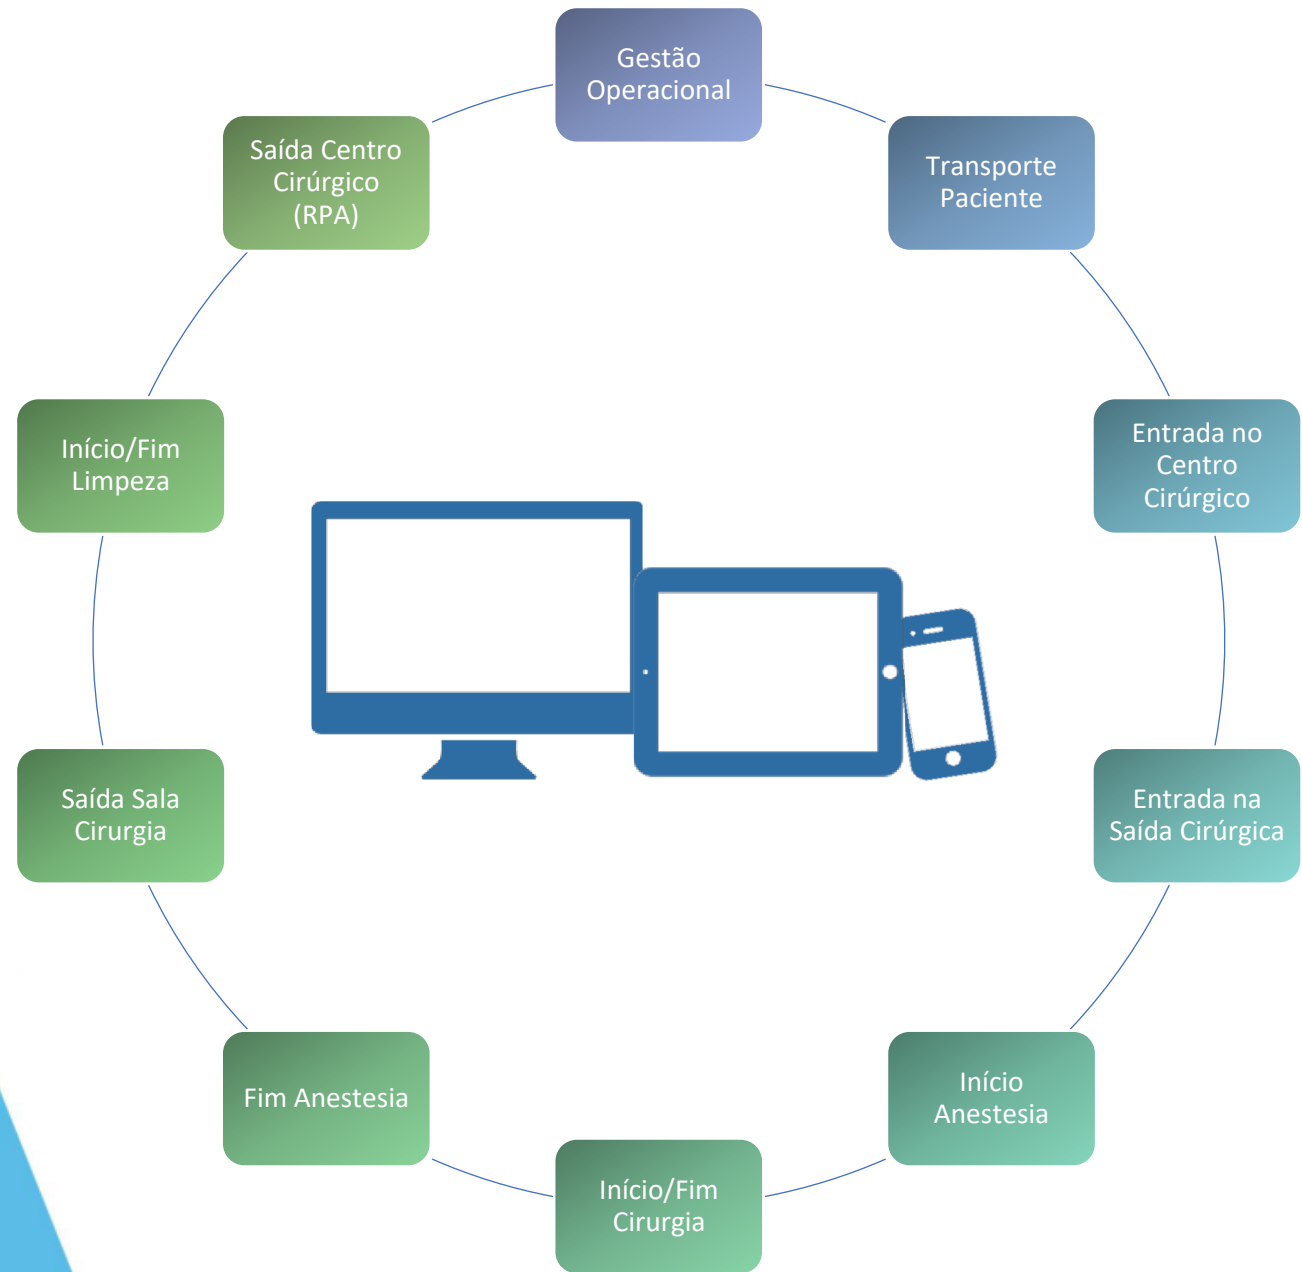 Gestão
Operacional
Transporte
Paciente
Entrada no
Centro
Cirúrgico
Entrada na
Saída Cirúrgica
Início
Anestesia
Início/Fim
Cirurgia
Fim Anestesia
Saída Sala
Cirurgia
Início/Fim
Limpeza
Saída Centro
Cirúrgico
(RPA)